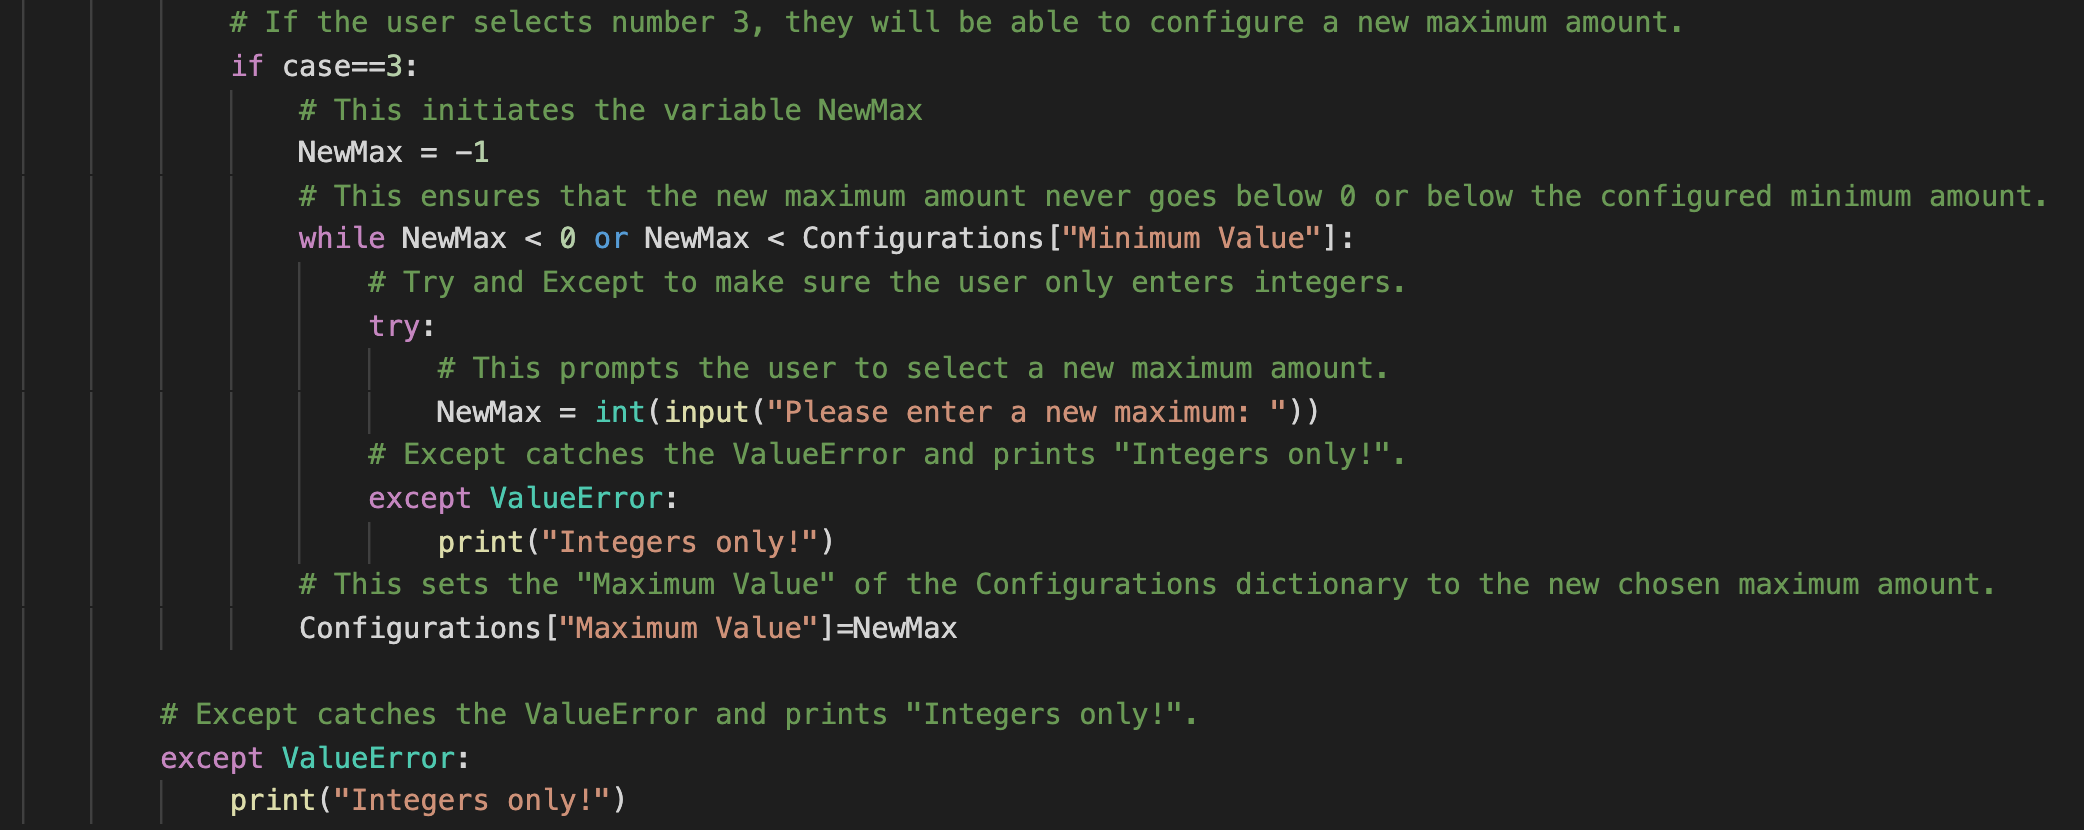 # If the user selects number 3, they will be able to configure a new maximum amount.
if case==3:
# This initiates the variable NewMax
NewMax = -1
# This ensures that the new maximum amount never goes below 0 or below the configured minimum amount.
while NewMax < 0 or NewMax < Configurations["Minimum Value"]:
# Try and Except to make sure the user only enters integers.
try:
# This prompts the user to select a new maximum amount.
NewMax = int(input("Please enter a new maximum: "))
# Except catches the ValueError and prints "Integers only!".
except ValueError:
print("Integers only!")
# This sets the "Maximum Value" of the Configurations dictionary to the new chosen maximum amount.
Configurations["Maximum Value"]=NewMax
# Except catches the ValueError and prints "Integers only!".
except ValueError:
print("Integers only!")